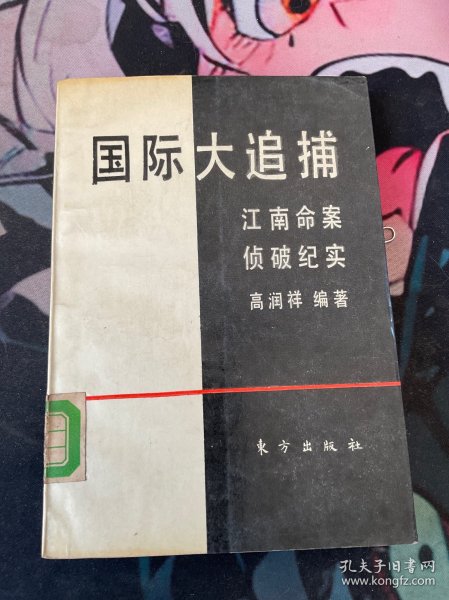 国际大追捕
江南命案
侦破纪实
高润祥 编著
東方出版社
孔夫子旧书网
www.kongfz.com